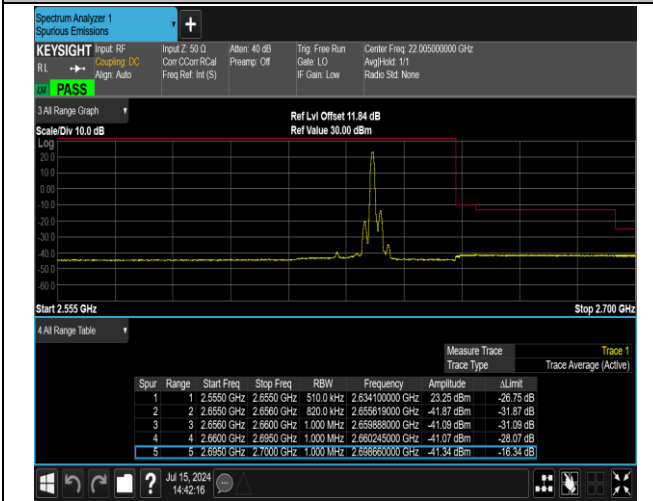 Spectrum Analyzer 1
Spurious Emissions
+
KEYSIGHT Input: RF Input Z: 50 Ω Atten: 40 dB Trig: Free Run Center Freq: 22.005000000 GHz
RL Coupling: DC Corr CCorr RCal Preamp: Off Gate: LO Avg|Hold: 1/1
Align: Auto Freq Ref: Int (S) IF Gain: Low Radio Std: None
PASS
3 All Range Graph
Ref Lvl Offset 11.84 dB
Scale/Div 10.0 dB Ref Value 30.00 dBm
Log
20.0
10.0
0.00
-10.0
-20.0
-30.0
-40.0
-50.0
-60.0
Start 2.555 GHz Stop 2.700 GHz
4 All Range Table
Measure Trace Trace 1
Trace Type Trace Average (Active)
Spur Range Start Freq Stop Freq RBW Frequency Amplitude ΔLimit
1 1 2.5550 GHz 2.6550 GHz 510.0 kHz 2.634100000 GHz 23.25 dBm -26.75 dB
2 2 2.6550 GHz 2.6560 GHz 820.0 kHz 2.655619000 GHz -41.87 dBm -31.87 dB
3 3 2.6560 GHz 2.6600 GHz 1.000 MHz 2.659888000 GHz -41.09 dBm -31.09 dB
4 4 2.6600 GHz 2.6950 GHz 1.000 MHz 2.660245000 GHz -41.07 dBm -28.07 dB
5 5 2.6950 GHz 2.7000 GHz 1.000 MHz 2.698660000 GHz -41.34 dBm -16.34 dB
? Jul 15, 2024
14:42:16